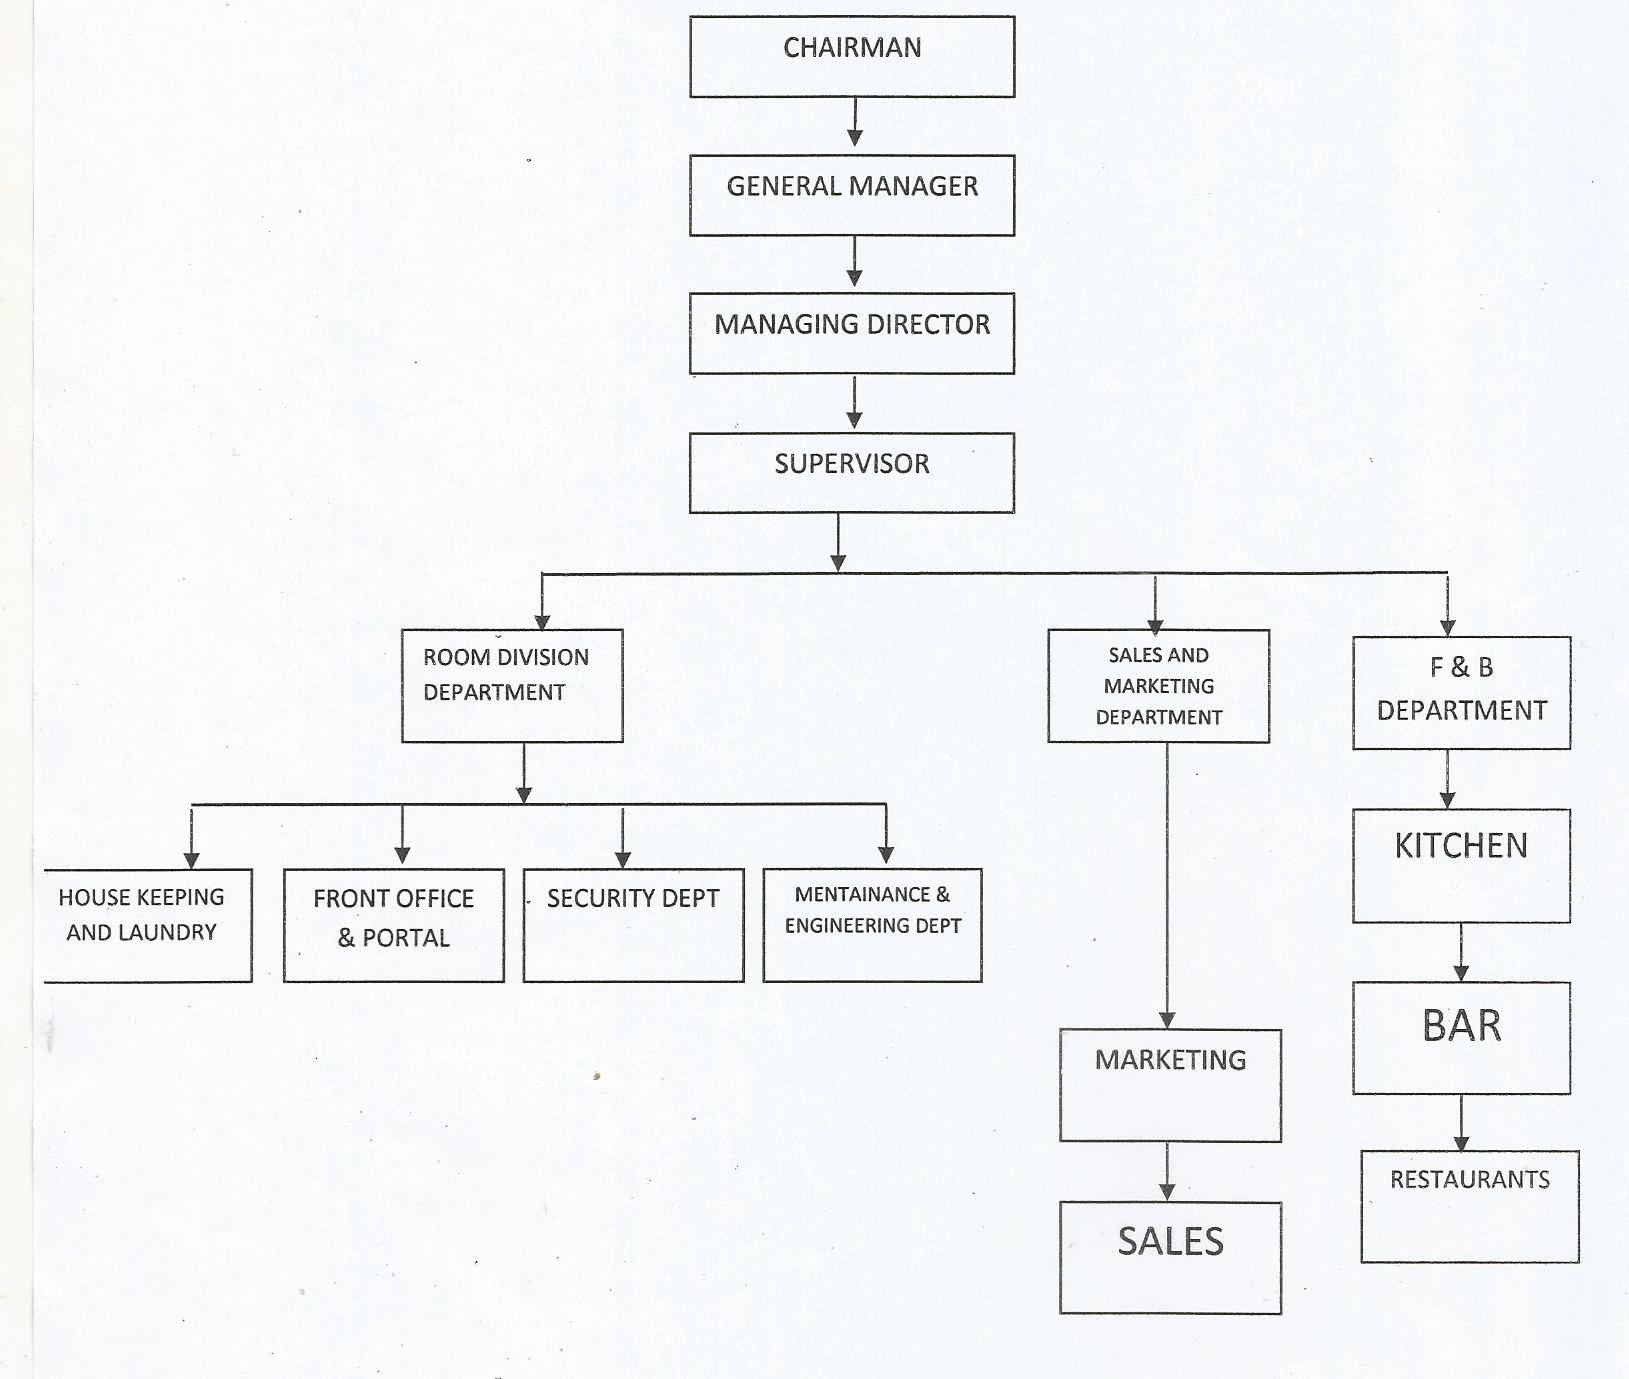 CHAIRMAN
GENERAL MANAGER
MANAGING DIRECTOR
SUPERVISOR
ROOM DIVISION
DEPARTMENT
SALES AND
MARKETING
DEPARTMENT
F & B
DEPARTMENT
HOUSE KEEPING
AND LAUNDRY
FRONT OFFICE
& PORTAL
SECURITY DEPT
MENTAINANCE &
ENGINEERING DEPT
KITCHEN
BAR
MARKETING
RESTAURANTS
SALES